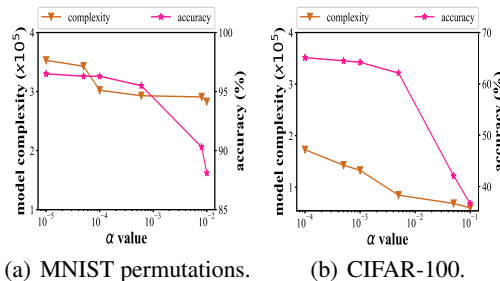 complexity accuracy
4 100
3 95
2 90
1 85
10⁻⁵ 10⁻⁴ 10⁻³ 10⁻²
model complexity (×10⁵)
accuracy (%)
α value
(a) MNIST permutations.
complexity accuracy
4 70
3 60
2 50
1 40
10⁻⁴ 10⁻³ 10⁻² 10⁻¹
model complexity (×10⁵)
accuracy (%)
α value
(b) CIFAR-100.